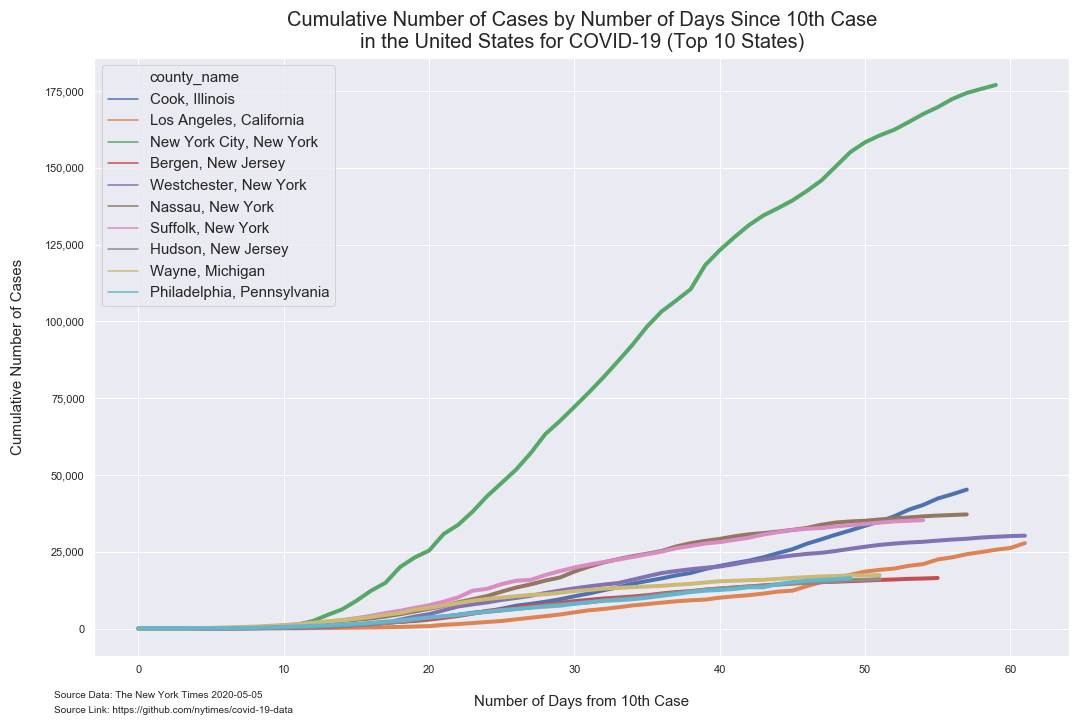 Cumulative Number of Cases by Number of Days Since 10th Case
in the United States for COVID-19 (Top 10 States)
county_name
Cook, Illinois
Los Angeles, California
New York City, New York
Bergen, New Jersey
Westchester, New York
Nassau, New York
Suffolk, New York
Hudson, New Jersey
Wayne, Michigan
Philadelphia, Pennsylvania
Cumulative Number of Cases
175,000
150,000
125,000
100,000
75,000
50,000
25,000
0
0 10 20 30 40 50 60
Number of Days from 10th Case
Source Data: The New York Times 2020-05-05
Source Link: https://github.com/nytimes/covid-19-data